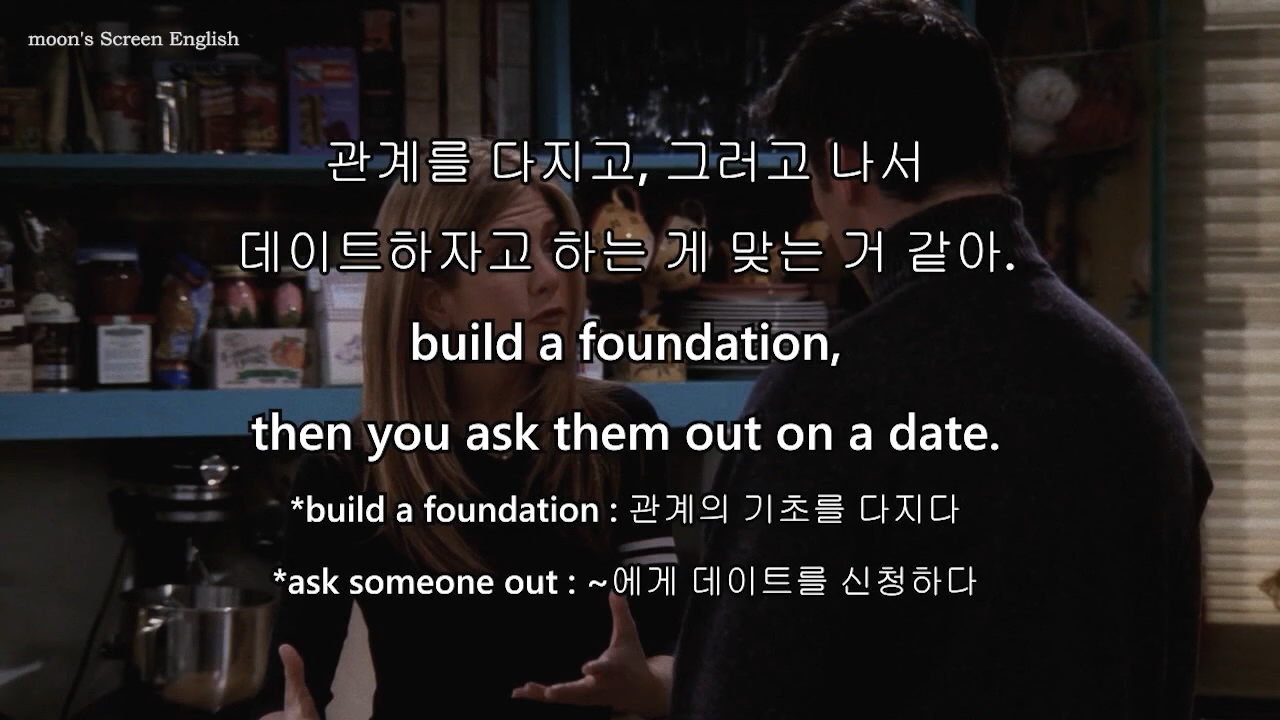 moon's Screen English
관계를 다지고, 그러고 나서
데이트하자고 하는 게 맞는 거 같아.
build a foundation,
then you ask them out on a date.
*build a foundation : 관계의 기초를 다지다
*ask someone out : ~에게 데이트를 신청하다